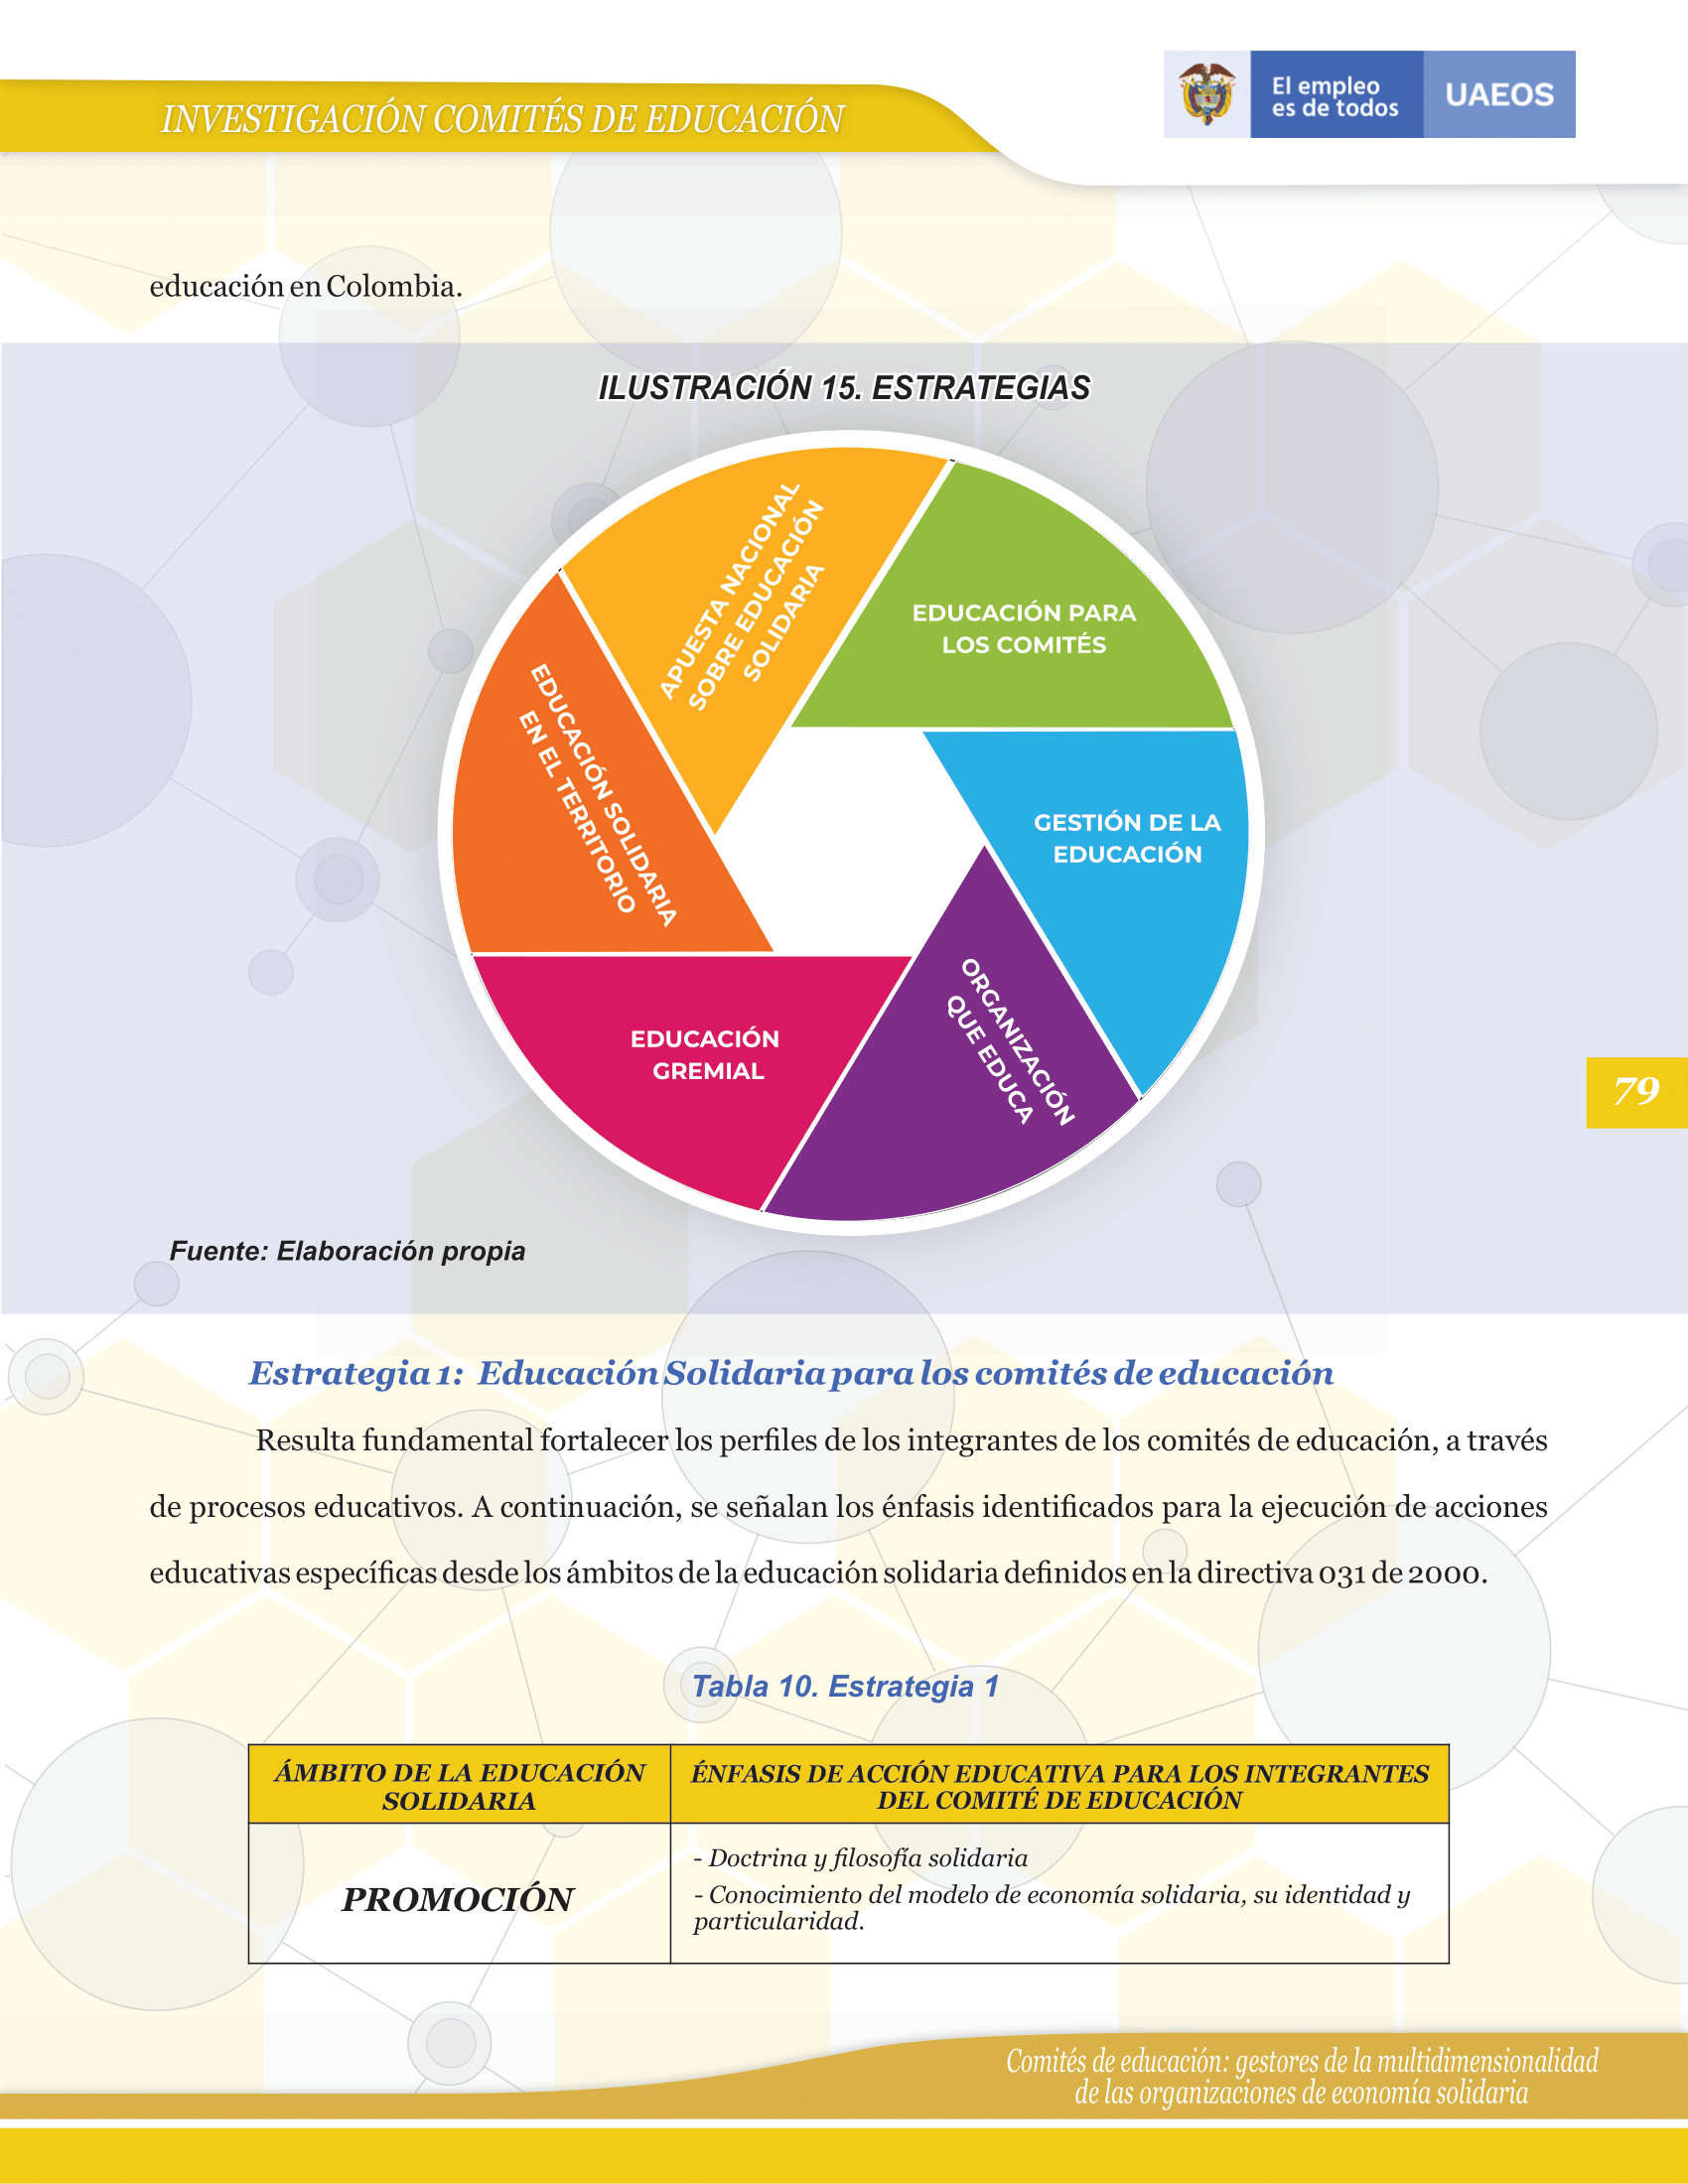 INVESTIGACIÓN COMITÉS DE EDUCACIÓN
El empleo
es de todos
UAEOS
educación en Colombia.
ILUSTRACIÓN 15. ESTRATEGIAS
APUESTA NACIONAL
SOBRE EDUCACIÓN
SOLIDARIA
EDUCACIÓN PARA
LOS COMITÉS
GESTIÓN DE LA
EDUCACIÓN
ORGANIZACIÓN
QUE EDUCA
EDUCACIÓN
GREMIAL
EDUCACIÓN SOLIDARIA
EN EL TERRITORIO
79
Fuente: Elaboración propia
Estrategia 1: Educación Solidaria para los comités de educación
Resulta fundamental fortalecer los perfiles de los integrantes de los comités de educación, a través
de procesos educativos. A continuación, se señalan los énfasis identificados para la ejecución de acciones
educativas específicas desde los ámbitos de la educación solidaria definidos en la directiva 031 de 2000.
Tabla 10. Estrategia 1
ÁMBITO DE LA EDUCACIÓN
SOLIDARIA
ÉNFASIS DE ACCIÓN EDUCATIVA PARA LOS INTEGRANTES
DEL COMITÉ DE EDUCACIÓN
PROMOCIÓN
- Doctrina y filosofía solidaria
- Conocimiento del modelo de economía solidaria, su identidad y
particularidad.
Comités de educación: gestores de la multidimensionalidad
de las organizaciones de economía solidaria